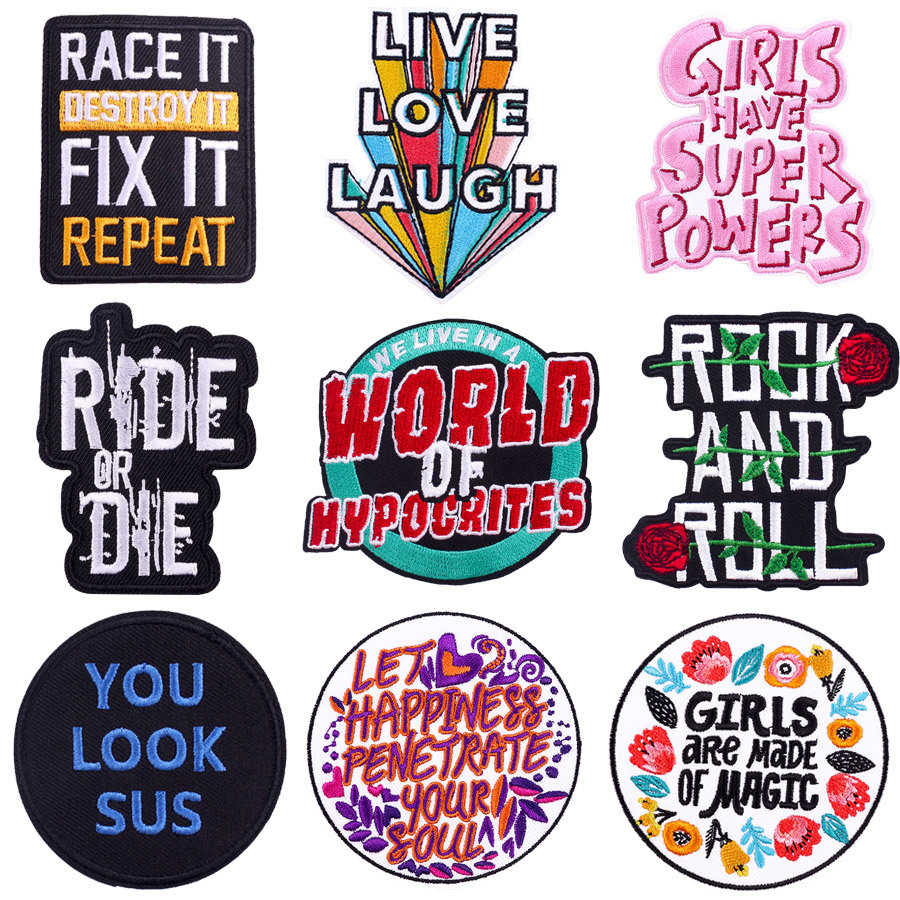 RACE IT
DESTROY IT
FIX IT
REPEAT
LIVE
LOVE
LAUGH
GIRLS
HAVE
SUPER
POWERS
RIDE
OR
DIE
WE LIVE IN A
WORLD
OF
HYPOCRITES
ROCK
AND
ROLL
YOU
LOOK
SUS
LET
HAPPINESS
PENETRATE
YOUR
SOUL
GIRLS
are MADE
OF MAGIC